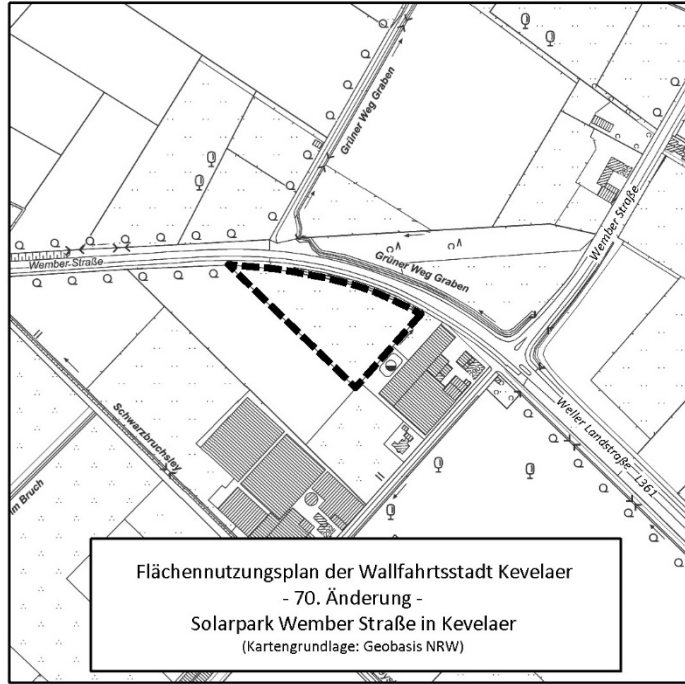 Grüner Weg Graben
Wember Straße
Wember Straße
Grüner Weg Graben
Schwarzbruchsley
Weller Landstraße L361
Im Bruch
Flächennutzungsplan der Wallfahrtsstadt Kevelaer
- 70. Änderung -
Solarpark Wember Straße in Kevelaer
(Kartengrundlage: Geobasis NRW)